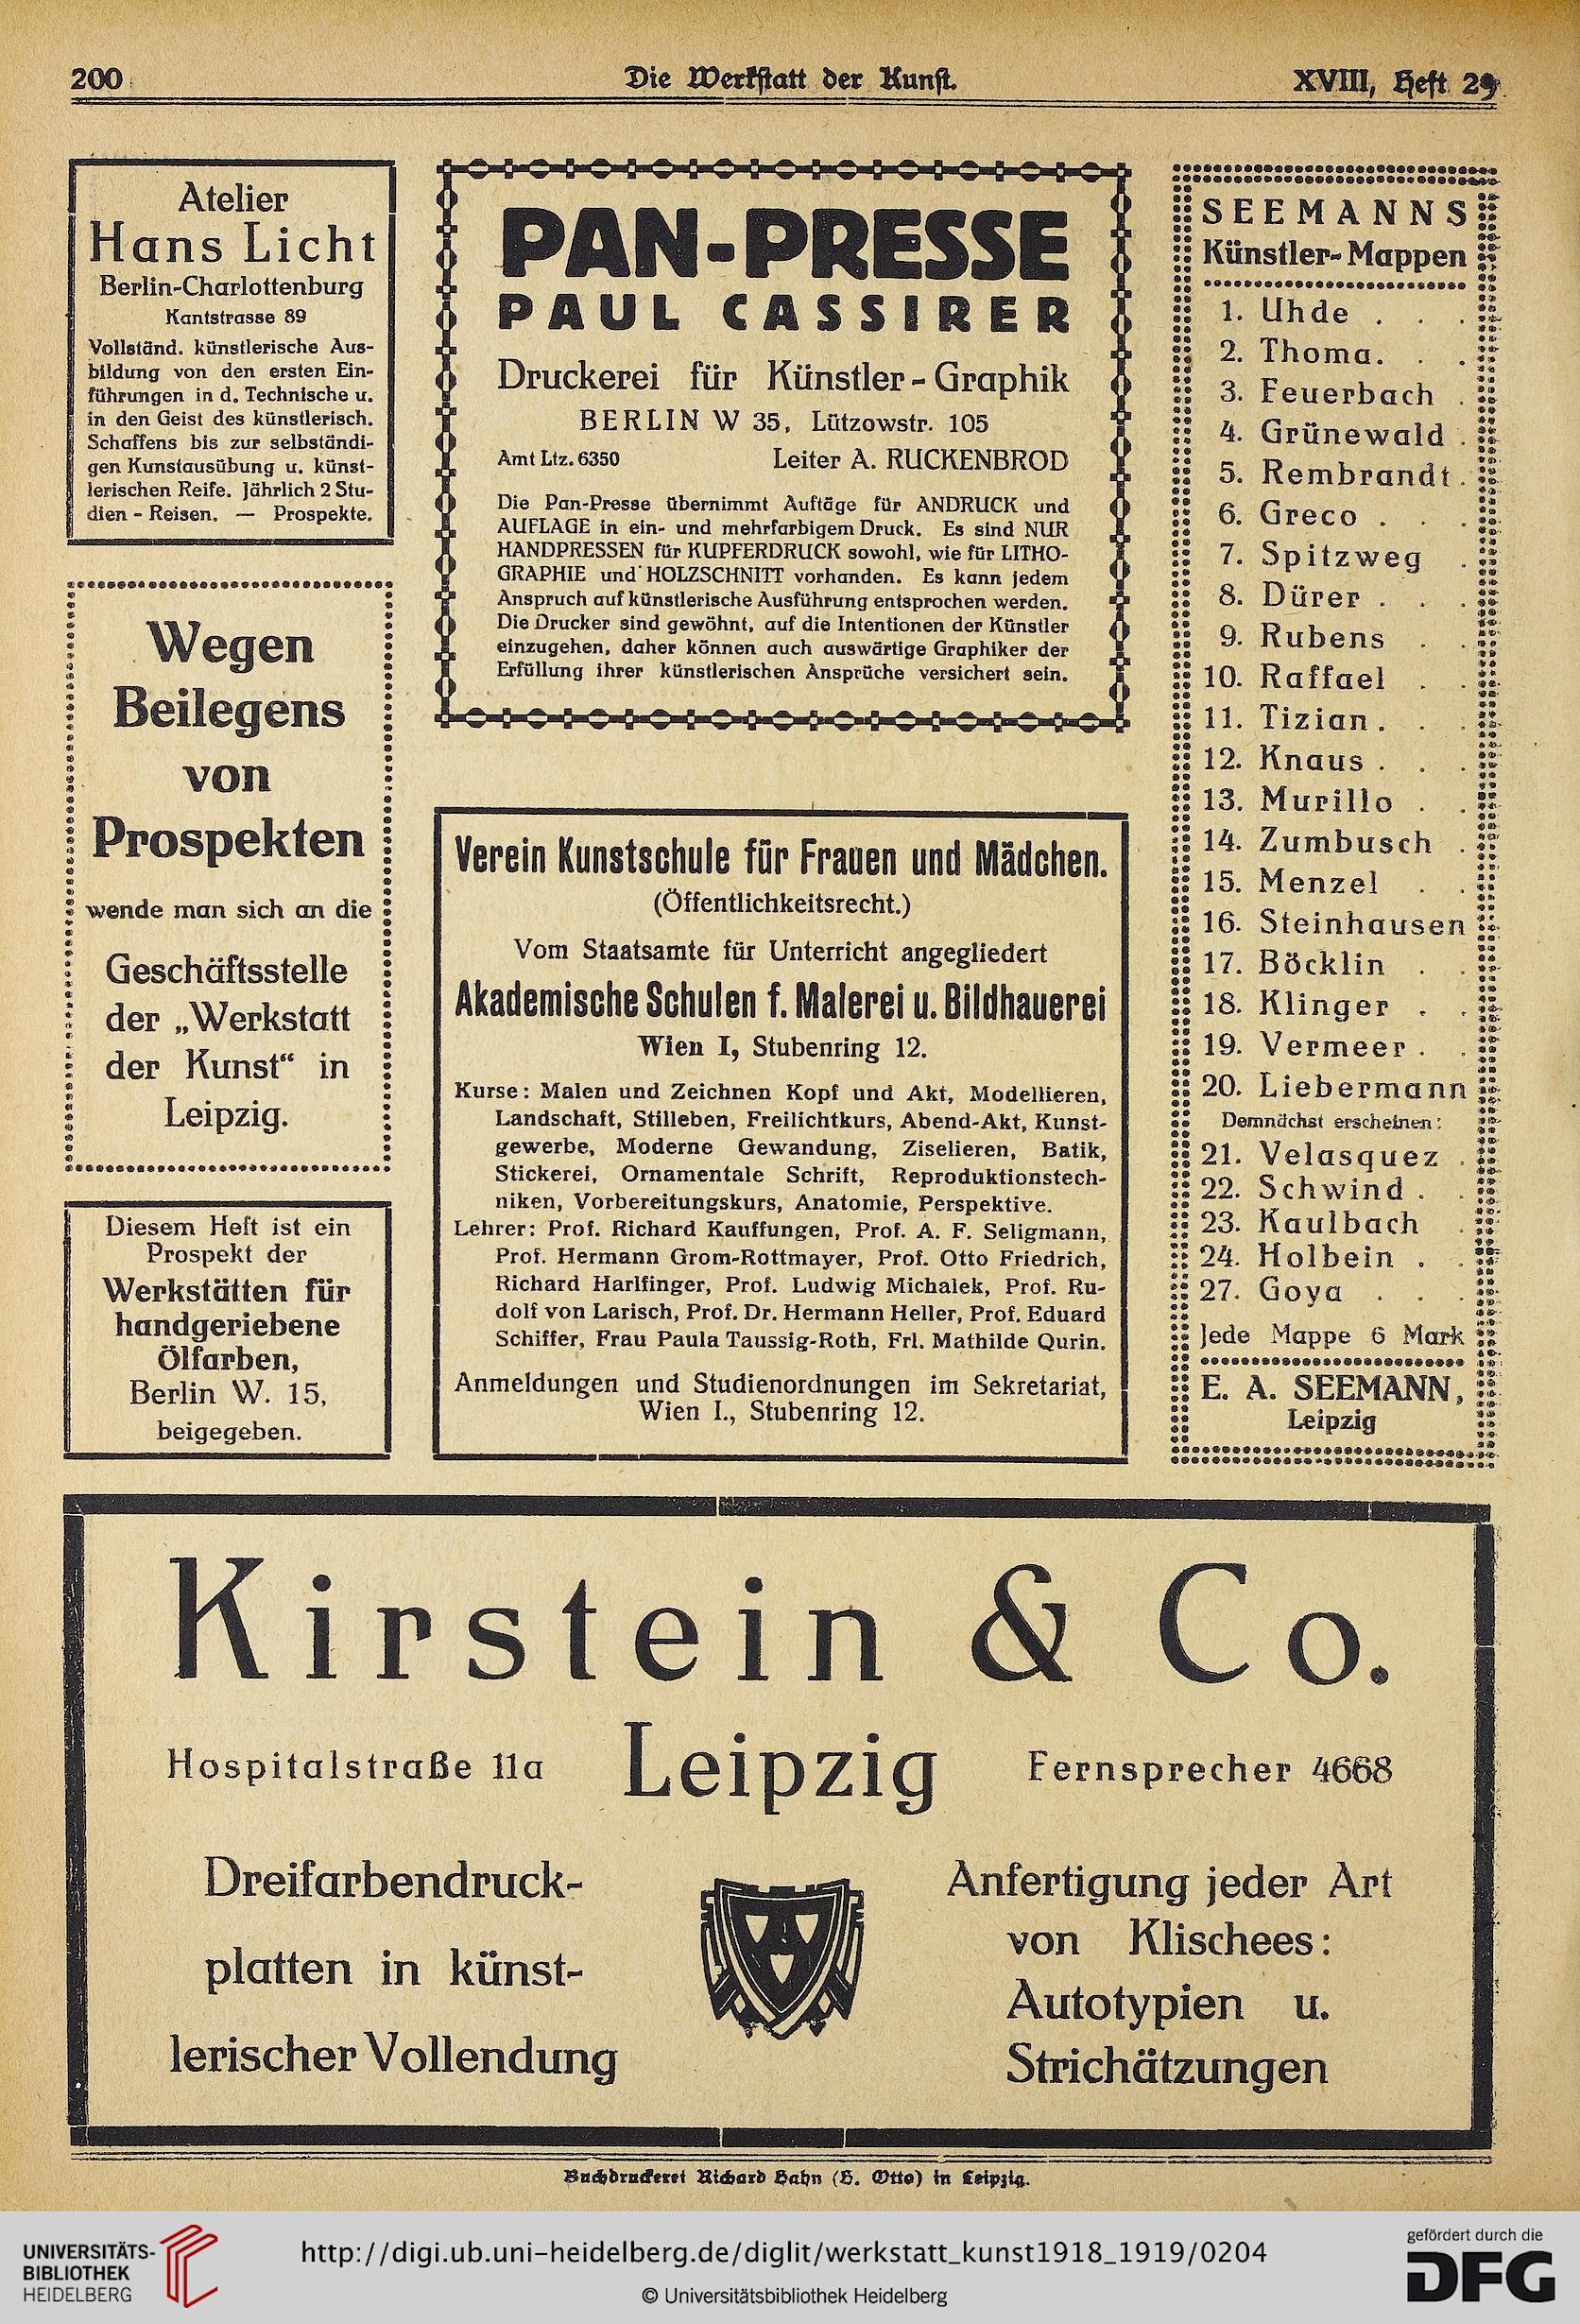 200
Die Werkstatt der Kunst.
XVIII, Heft 29.
Atelier
Hans Licht
Berlin-Charlottenburg
Kantstrasse 89
Vollständ. künstlerische Aus-
bildung von den ersten Ein-
führungen in d. Technische u.
in den Geist des künstlerisch.
Schaffens bis zur selbständi-
gen Kunstausübung u. künst-
lerischen Reife. Jährlich 2 Stu-
dien - Reisen. — Prospekte.
Wegen
Beilegens
von
Prospekten
wende man sich an die
Geschäftsstelle
der „Werkstatt
der Kunst“ in
Leipzig.
Diesem Heft ist ein
Prospekt der
Werkstätten für
handgeriebene
Ölfarben,
Berlin W. 15,
beigegeben.
PAN-PRESSE
PAUL CASSIRER
Druckerei für Künstler-Graphik
BERLIN W 35, Lützowstr. 105
Amt Ltz. 6350 Leiter A. RUCKENBROD
Die Pan-Presse übernimmt Auftäge für ANDRUCK und
AUFLAGE in ein- und mehrfarbigem Druck. Es sind NUR
HANDPRESSEN für KUPFERDRUCK sowohl, wie für LITHO-
GRAPHIE und HOLZSCHNITT vorhanden. Es kann jedem
Anspruch auf künstlerische Ausführung entsprochen werden.
Die Drucker sind gewöhnt, auf die Intentionen der Künstler
einzugehen, daher können auch auswärtige Graphiker der
Erfüllung ihrer künstlerischen Ansprüche versichert sein.
Verein Kunstschule für Frauen und Mädchen.
(Öffentlichkeitsrecht.)
Vom Staatsamte für Unterricht angegliedert
Akademische Schulen f. Malerei u. Bildhauerei
Wien I, Stubenring 12.
Kurse: Malen und Zeichnen Kopf und Akt, Modellieren,
Landschaft, Stilleben, Freilichtkurs, Abend-Akt, Kunst-
gewerbe, Moderne Gewandung, Ziselieren, Batik,
Stickerei, Ornamentale Schrift, Reproduktionstech-
niken, Vorbereitungskurs, Anatomie, Perspektive.
Lehrer: Prof. Richard Kauffungen, Prof. A. F. Seligmann,
Prof. Hermann Grom-Rottmayer, Prof. Otto Friedrich,
Richard Harlfinger, Prof. Ludwig Michalek, Prof. Ru-
dolf von Larisch, Prof. Dr. Hermann Heller, Prof. Eduard
Schiffer, Frau Paula Taussig-Roth, Frl. Mathilde Qurin.
Anmeldungen und Studienordnungen im Sekretariat,
Wien I., Stubenring 12.
SEEMANNS
Künstler-Mappen
1. Uhde . . .
2. Thoma. . .
3. Feuerbach .
4. Grünewald .
5. Rembrandt .
6. Greco . . .
7. Spitzweg .
8. Dürer . . .
9. Rubens . .
10. Raffael . .
11. Tizian . . .
12. Knaus . . .
13. Murillo . .
14. Zumbusch .
15. Menzel . .
16. Steinhausen
17. Böcklin . .
18. Klinger . .
19. Vermeer . .
20. Liebermann
Demnächst erscheinen:
21. Velasquez .
22. Schwind . .
23. Kaulbach .
24. Holbein . .
27. Goya . . .
Jede Mappe 6 Mark
E. A. SEEMANN,
Leipzig
Kirstein & Co.
Hospitalstraße 11a Leipzig Fernsprecher 4668
Dreifarbendruck-
platten in künst-
lerischer Vollendung
Anfertigung jeder Art
von Klischees:
Autotypien u.
Strichätzungen
Buchdruckerei Richard Hahn (H. Otto) in Leipzig.
UNIVERSITÄTS-
BIBLIOTHEK
HEIDELBERG
http://digi.ub.uni-heidelberg.de/diglit/werkstatt_kunst1918_1919/0204
© Universitätsbibliothek Heidelberg
gefördert durch die
DFG